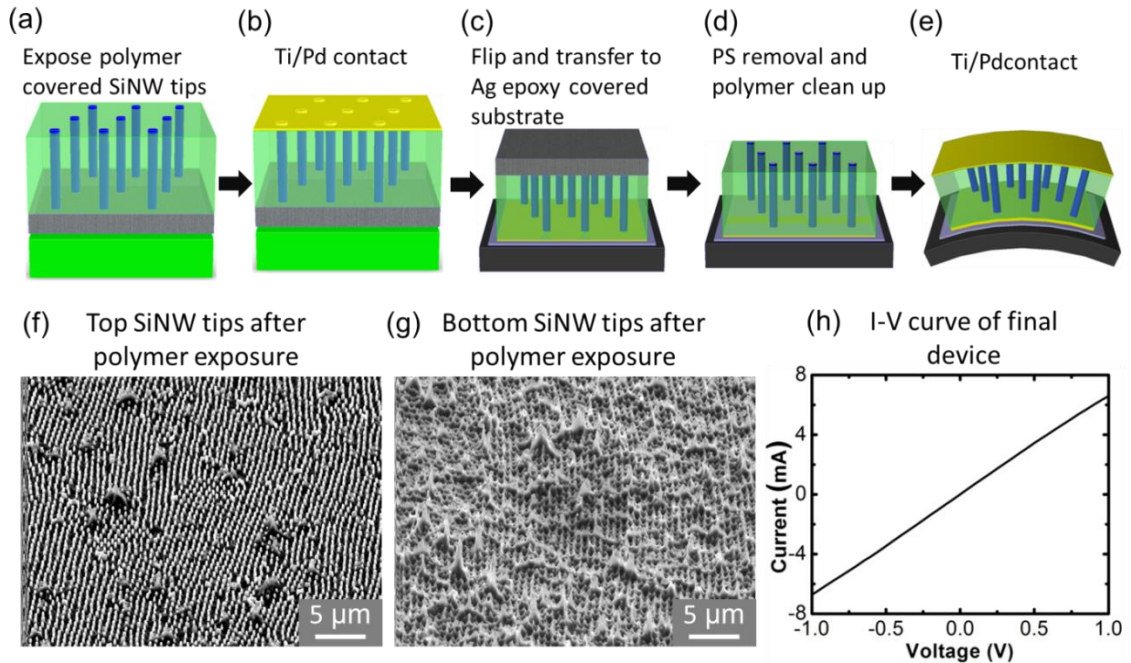 (a)
Expose polymer
covered SiNW tips
(b)
Ti/Pd contact
(c)
Flip and transfer to
Ag epoxy covered
substrate
(d)
PS removal and
polymer clean up
(e)
Ti/Pdcontact
(f)
Top SiNW tips after
polymer exposure
5 μm
(g)
Bottom SiNW tips after
polymer exposure
5 μm
(h)
I-V curve of final
device
Current (mA)
8
4
0
-4
-8
-1.0
-0.5
0.0
0.5
1.0
Voltage (V)